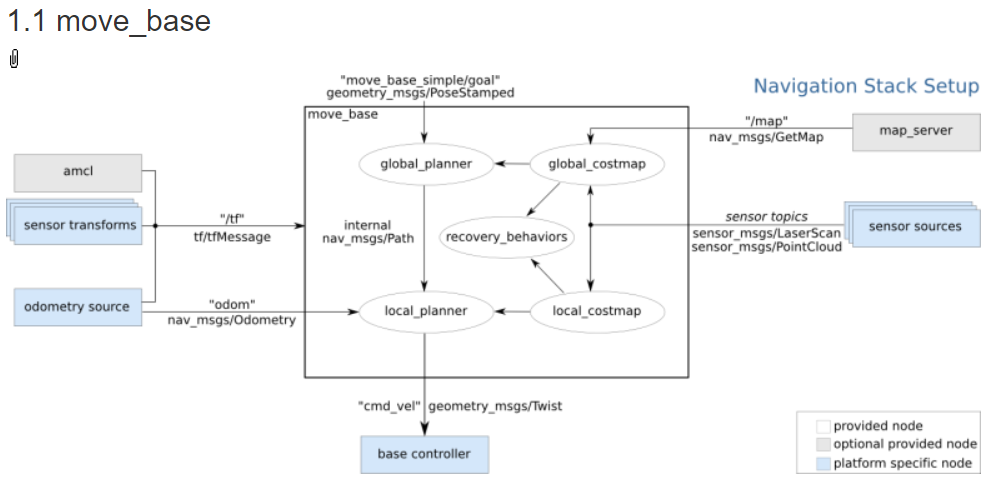 1.1 move_base
"move_base_simple/goal"
geometry_msgs/PoseStamped
Navigation Stack Setup
move_base
"/map"
nav_msgs/GetMap
map_server
amcl
global_planner
global_costmap
sensor transforms
"/tf"
tf/tfMessage
internal
nav_msgs/Path
recovery_behaviors
sensor topics
sensor_msgs/LaserScan
sensor_msgs/PointCloud
sensor sources
odometry source
"odom"
nav_msgs/Odometry
local_planner
local_costmap
"cmd_vel" geometry_msgs/Twist
base controller
provided node
optional provided node
platform specific node